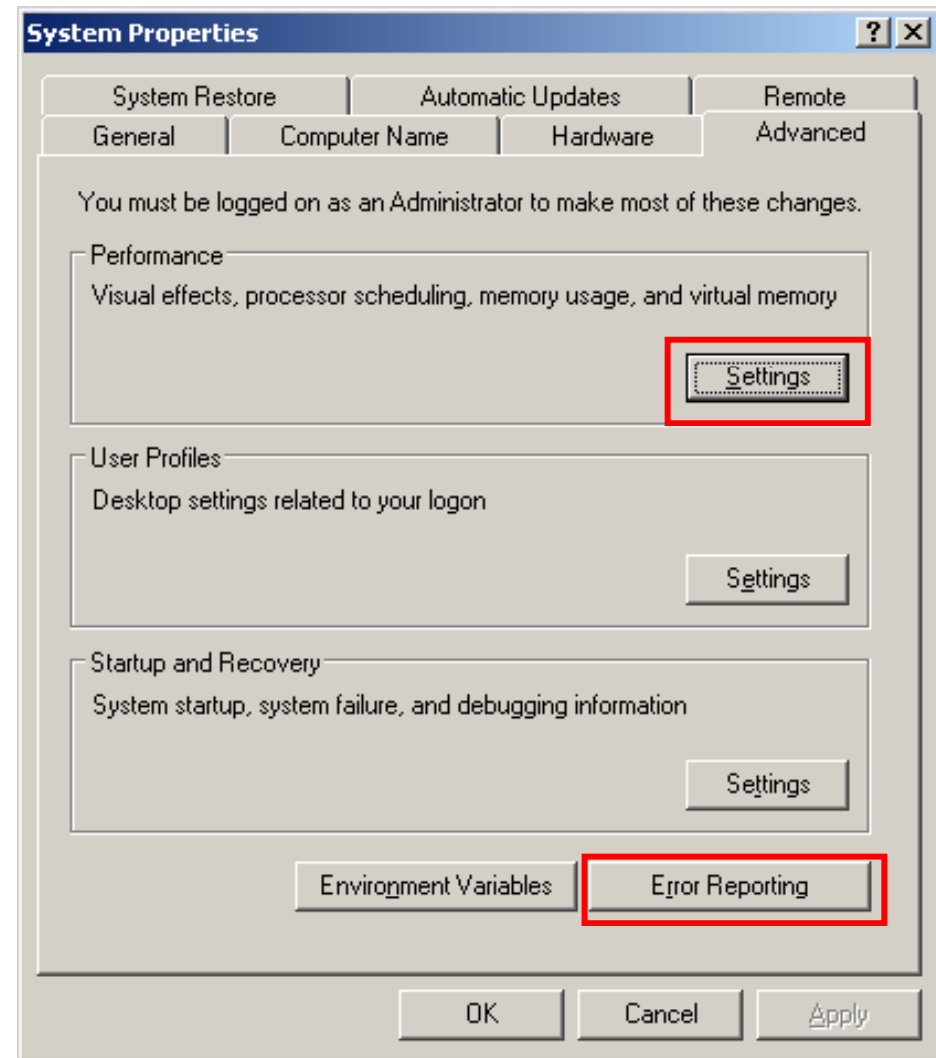 System Properties
System Restore Automatic Updates Remote
General Computer Name Hardware Advanced
You must be logged on as an Administrator to make most of these changes.
Performance
Visual effects, processor scheduling, memory usage, and virtual memory
Settings
User Profiles
Desktop settings related to your logon
Settings
Startup and Recovery
System startup, system failure, and debugging information
Settings
Environment Variables Error Reporting
OK Cancel Apply